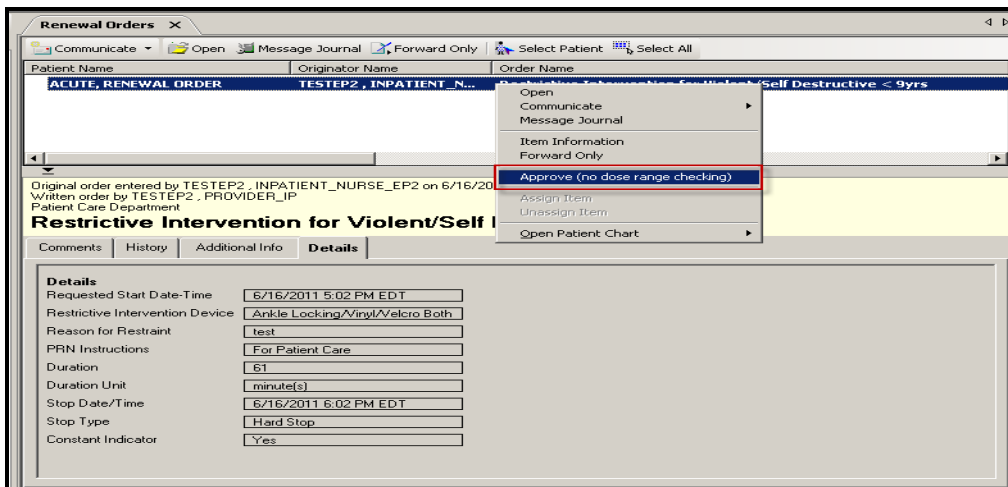 Renewal Orders
Communicate Open Message Journal Forward Only Select Patient Select All
Patient Name Originator Name Order Name
ACUTE, RENEWAL ORDER TESTEP2 , INPATIENT_N... Restrictive Intervention for Violent/Self Destructive < 9yrs
Open
Communicate
Message Journal
Item Information
Forward Only
Approve (no dose range checking)
Assign Item
Unassign Item
Open Patient Chart
Original order entered by TESTEP2 , INPATIENT_NURSE_EP2 on 6/16/20
Written order by TESTEP2 , PROVIDER_IP
Patient Care Department
Restrictive Intervention for Violent/Self
Comments History Additional Info Details
Details
Requested Start Date-Time 6/16/2011 5:02 PM EDT
Restrictive Intervention Device Ankle Locking/Vinyl/Velcro Both
Reason for Restraint test
PRN Instructions For Patient Care
Duration 61
Duration Unit minute(s)
Stop Date/Time 6/16/2011 6:02 PM EDT
Stop Type Hard Stop
Constant Indicator Yes